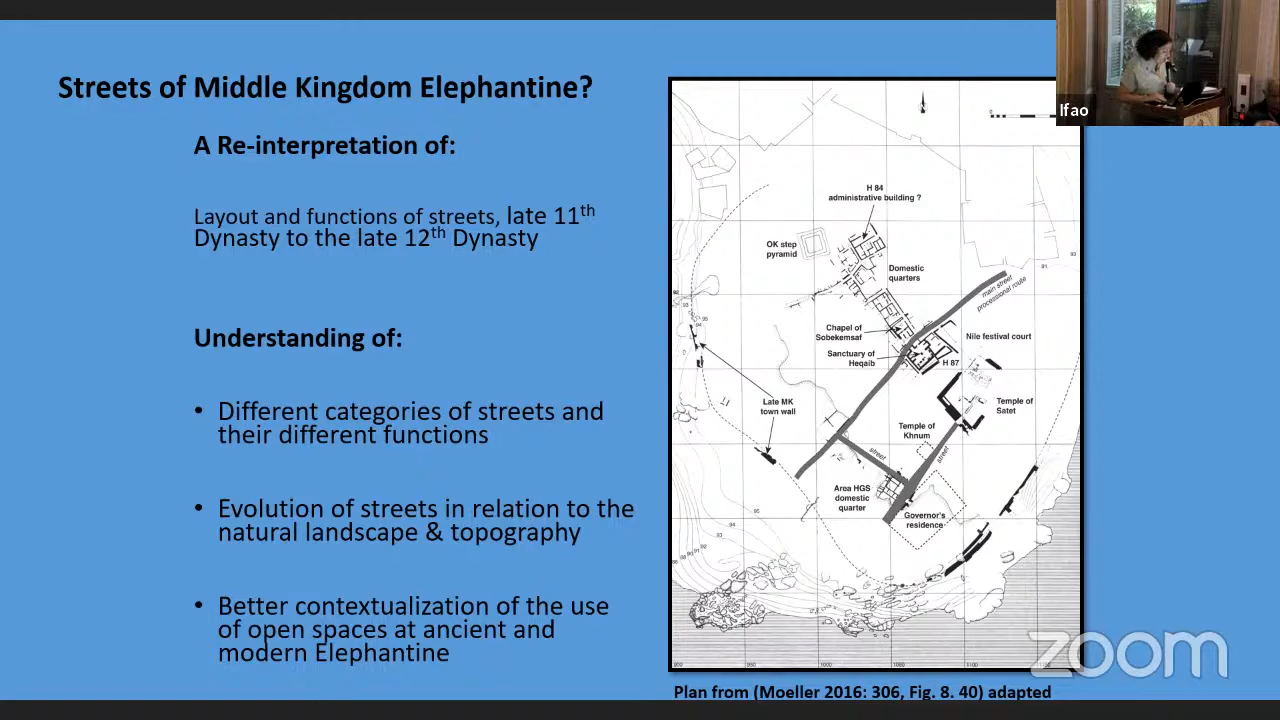 Streets of Middle Kingdom Elephantine?
A Re-interpretation of:
Layout and functions of streets, late 11th
Dynasty to the late 12th Dynasty
Understanding of:
• Different categories of streets and
their different functions
• Evolution of streets in relation to the
natural landscape & topography
• Better contextualization of the use
of open spaces at ancient and
modern Elephantine
Ifao
H 84
administrative building ?
OK step
pyramid
Domestic
quarters
main street
processional route
Chapel of
Sobekemsaf
Nile festival court
Sanctuary of
Heqaib
H 87
Late MK
town wall
Temple of
Satet
Temple of
Khnum
street
street
Area HGS
domestic
quarter
Governor's
residence
zoom
Plan from (Moeller 2016: 306, Fig. 8. 40) adapted